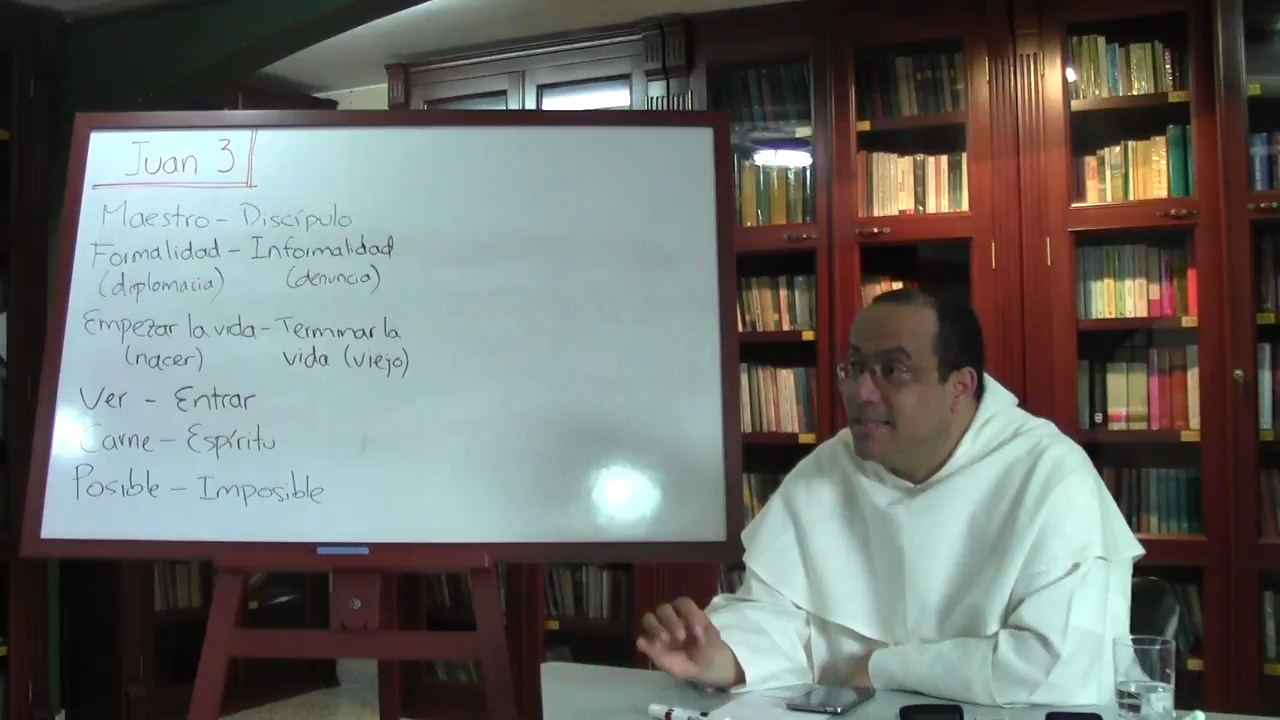 Juan 3
Maestro - Discípulo
Formalidad - Informalidad
(diplomacia) (denuncia)
Empezar la vida - Terminar la
(nacer) vida (viejo)
Ver - Entrar
Carne - Espíritu
Posible - Imposible